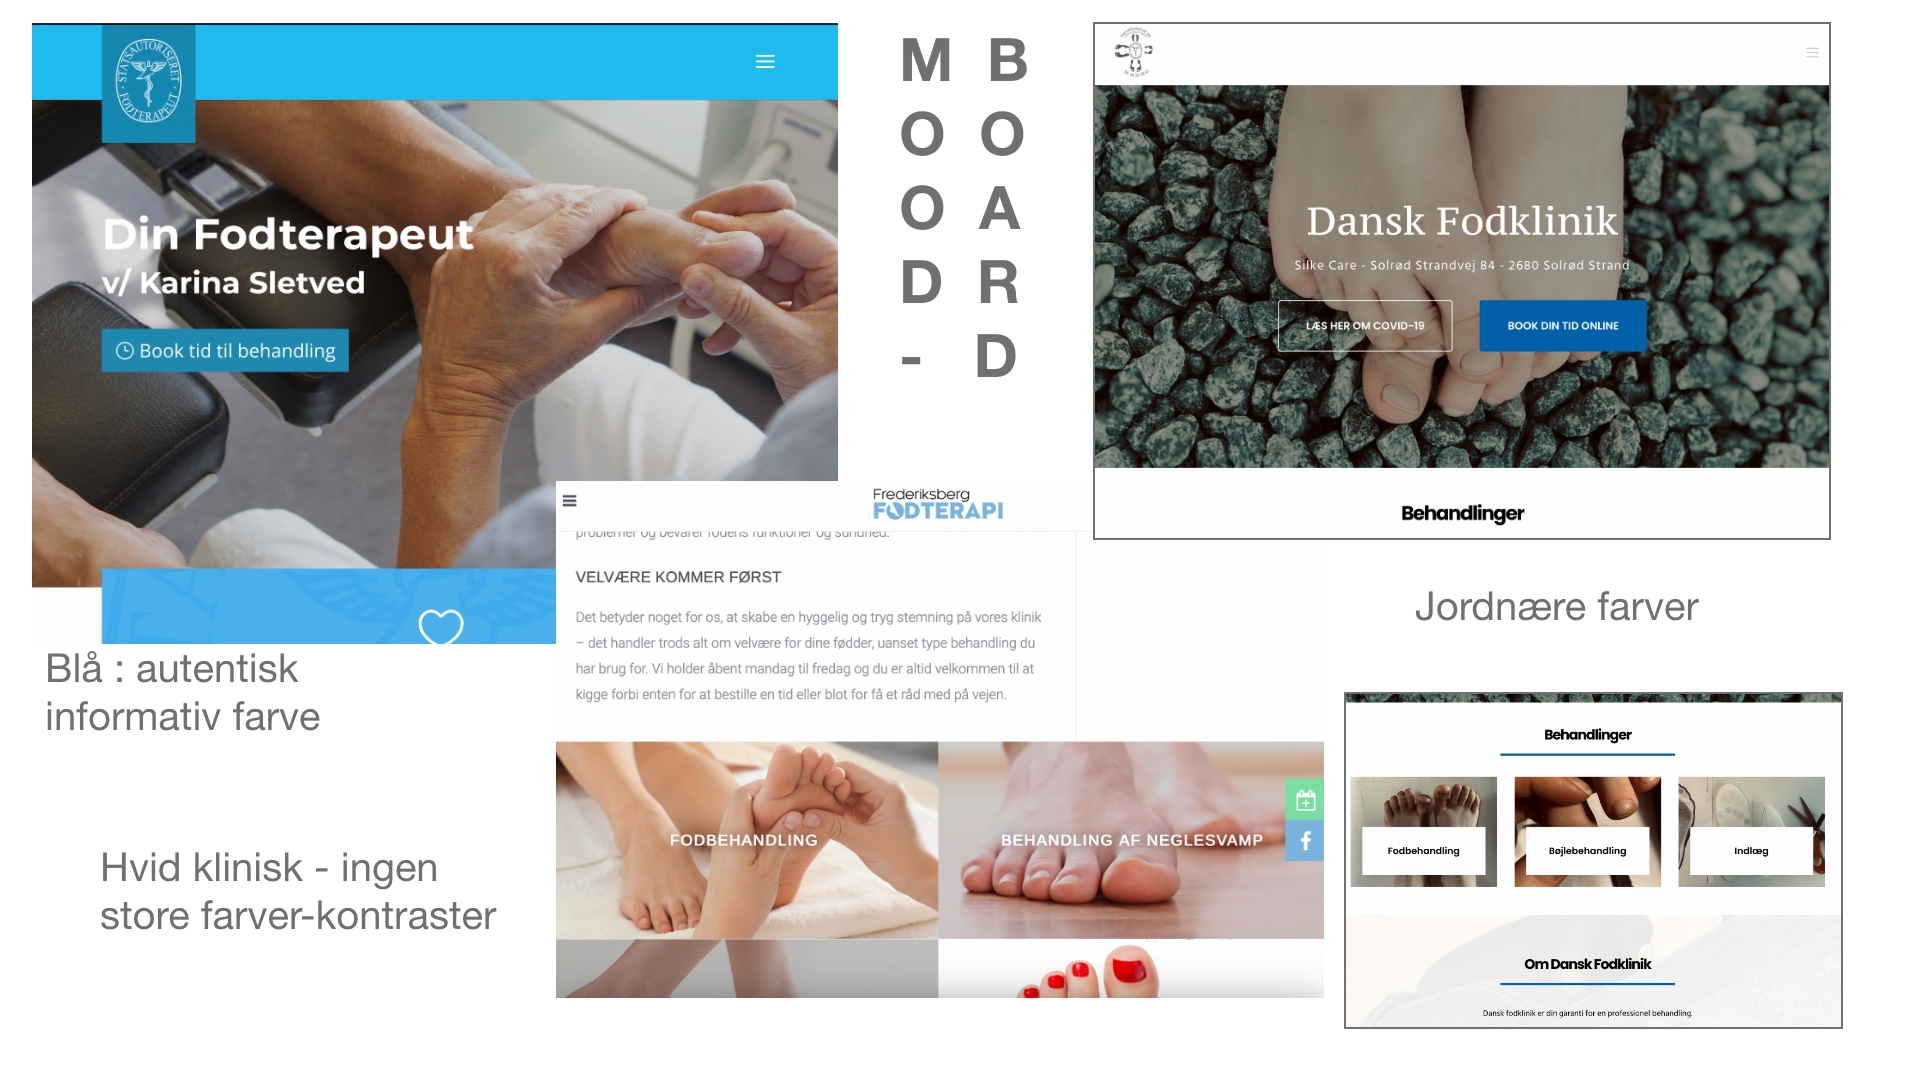 STATSAUTORISERET
FODTERAPEUT
Din Fodterapeut
v/ Karina Sletved
Book tid til behandling
M B
O O
O A
D R
- D
Dansk Fodklinik
Silke Care - Solrød Strandvej 84 - 2680 Solrød Strand
LÆS HER OM COVID-19
BOOK DIN TID ONLINE
Behandlinger
Frederiksberg
FODTERAPI
problemer og bevarer fodens funktioner og sundhed.
VELVÆRE KOMMER FØRST
Det betyder noget for os, at skabe en hyggelig og tryg stemning på vores klinik
– det handler trods alt om velvære for dine fødder, uanset type behandling du
har brug for. Vi holder åbent mandag til fredag og du er altid velkommen til at
kigge forbi enten for at bestille en tid eller blot for få et råd med på vejen.
FODBEHANDLING
BEHANDLING AF NEGLESVAMP
Blå : autentisk
informativ farve
Hvid klinisk - ingen
store farver-kontraster
Jordnære farver
Behandlinger
Fodbehandling
Bøjlebehandling
Indlæg
Om Dansk Fodklinik
Dansk fodklinik er din garanti for en professionel behandling.